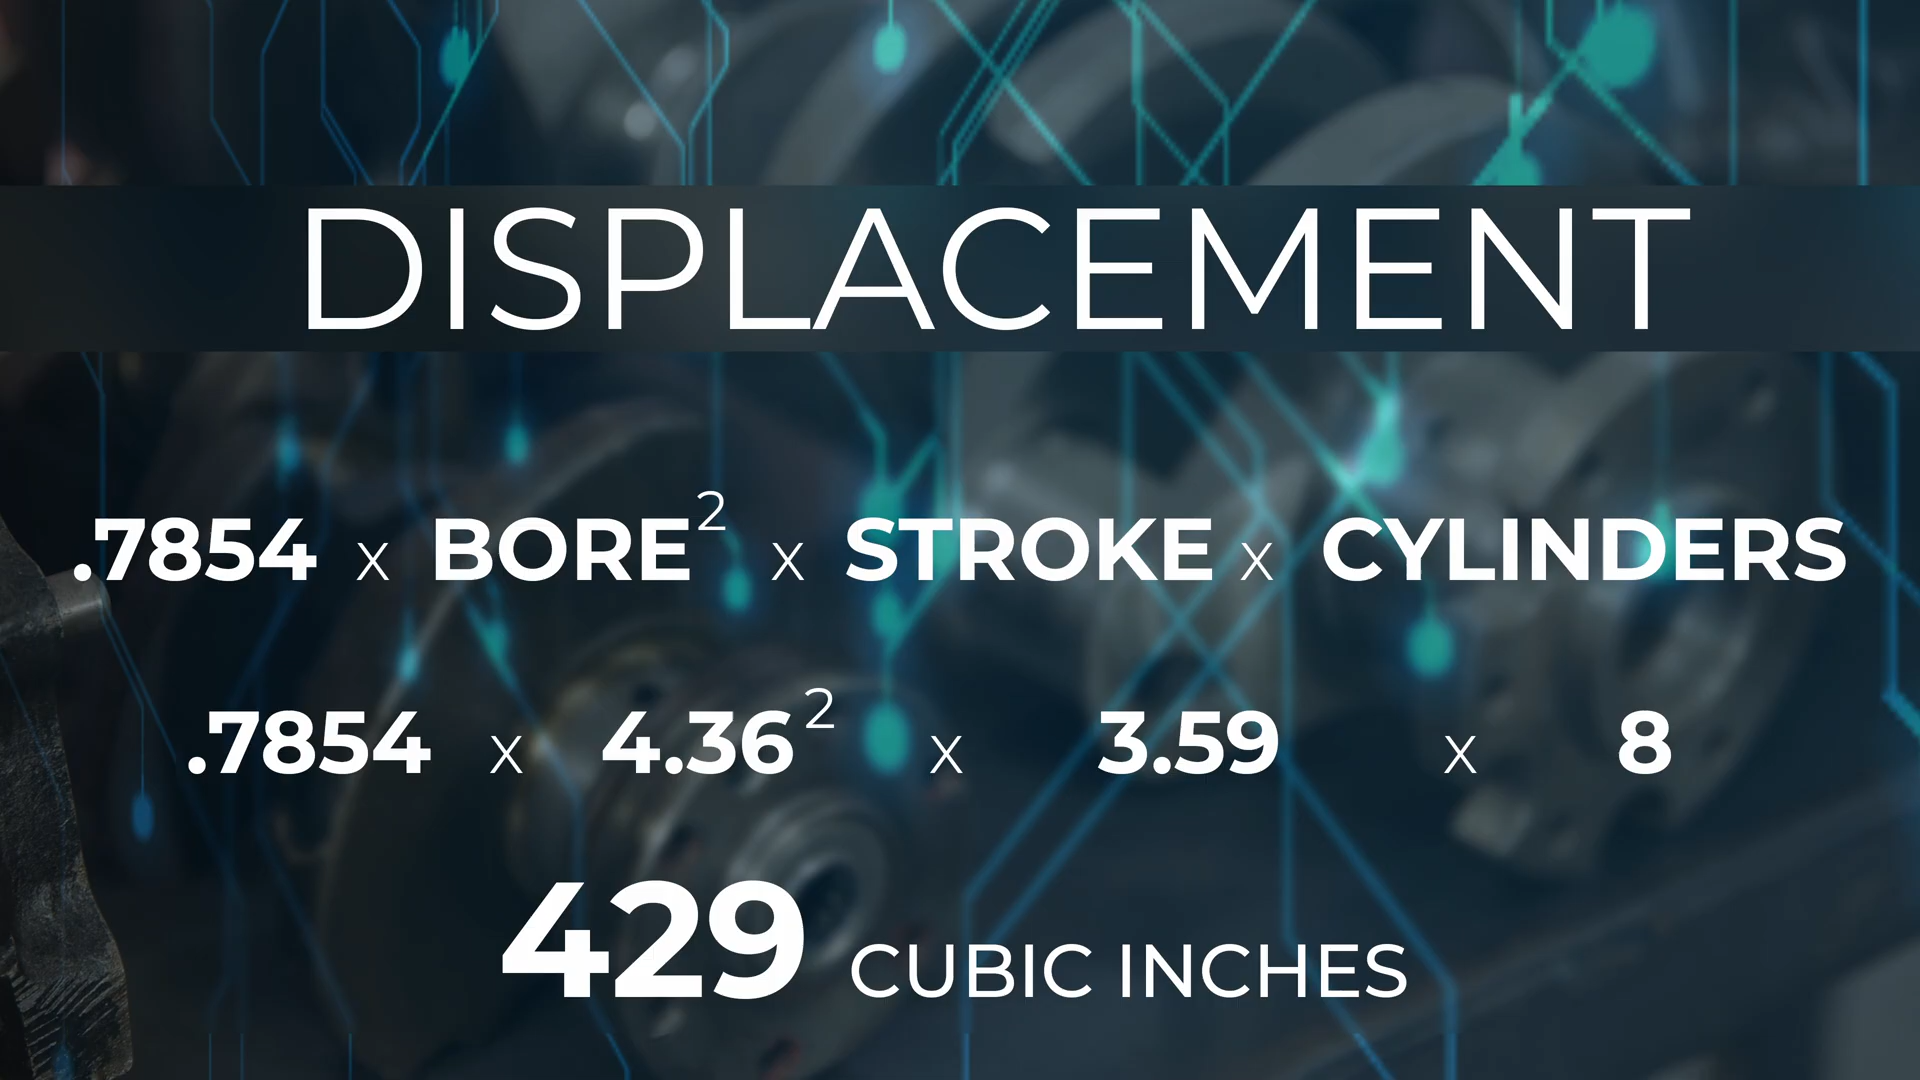 DISPLACEMENT
.7854 x BORE² x STROKE x CYLINDERS
.7854 x 4.36² x 3.59 x 8
429 CUBIC INCHES